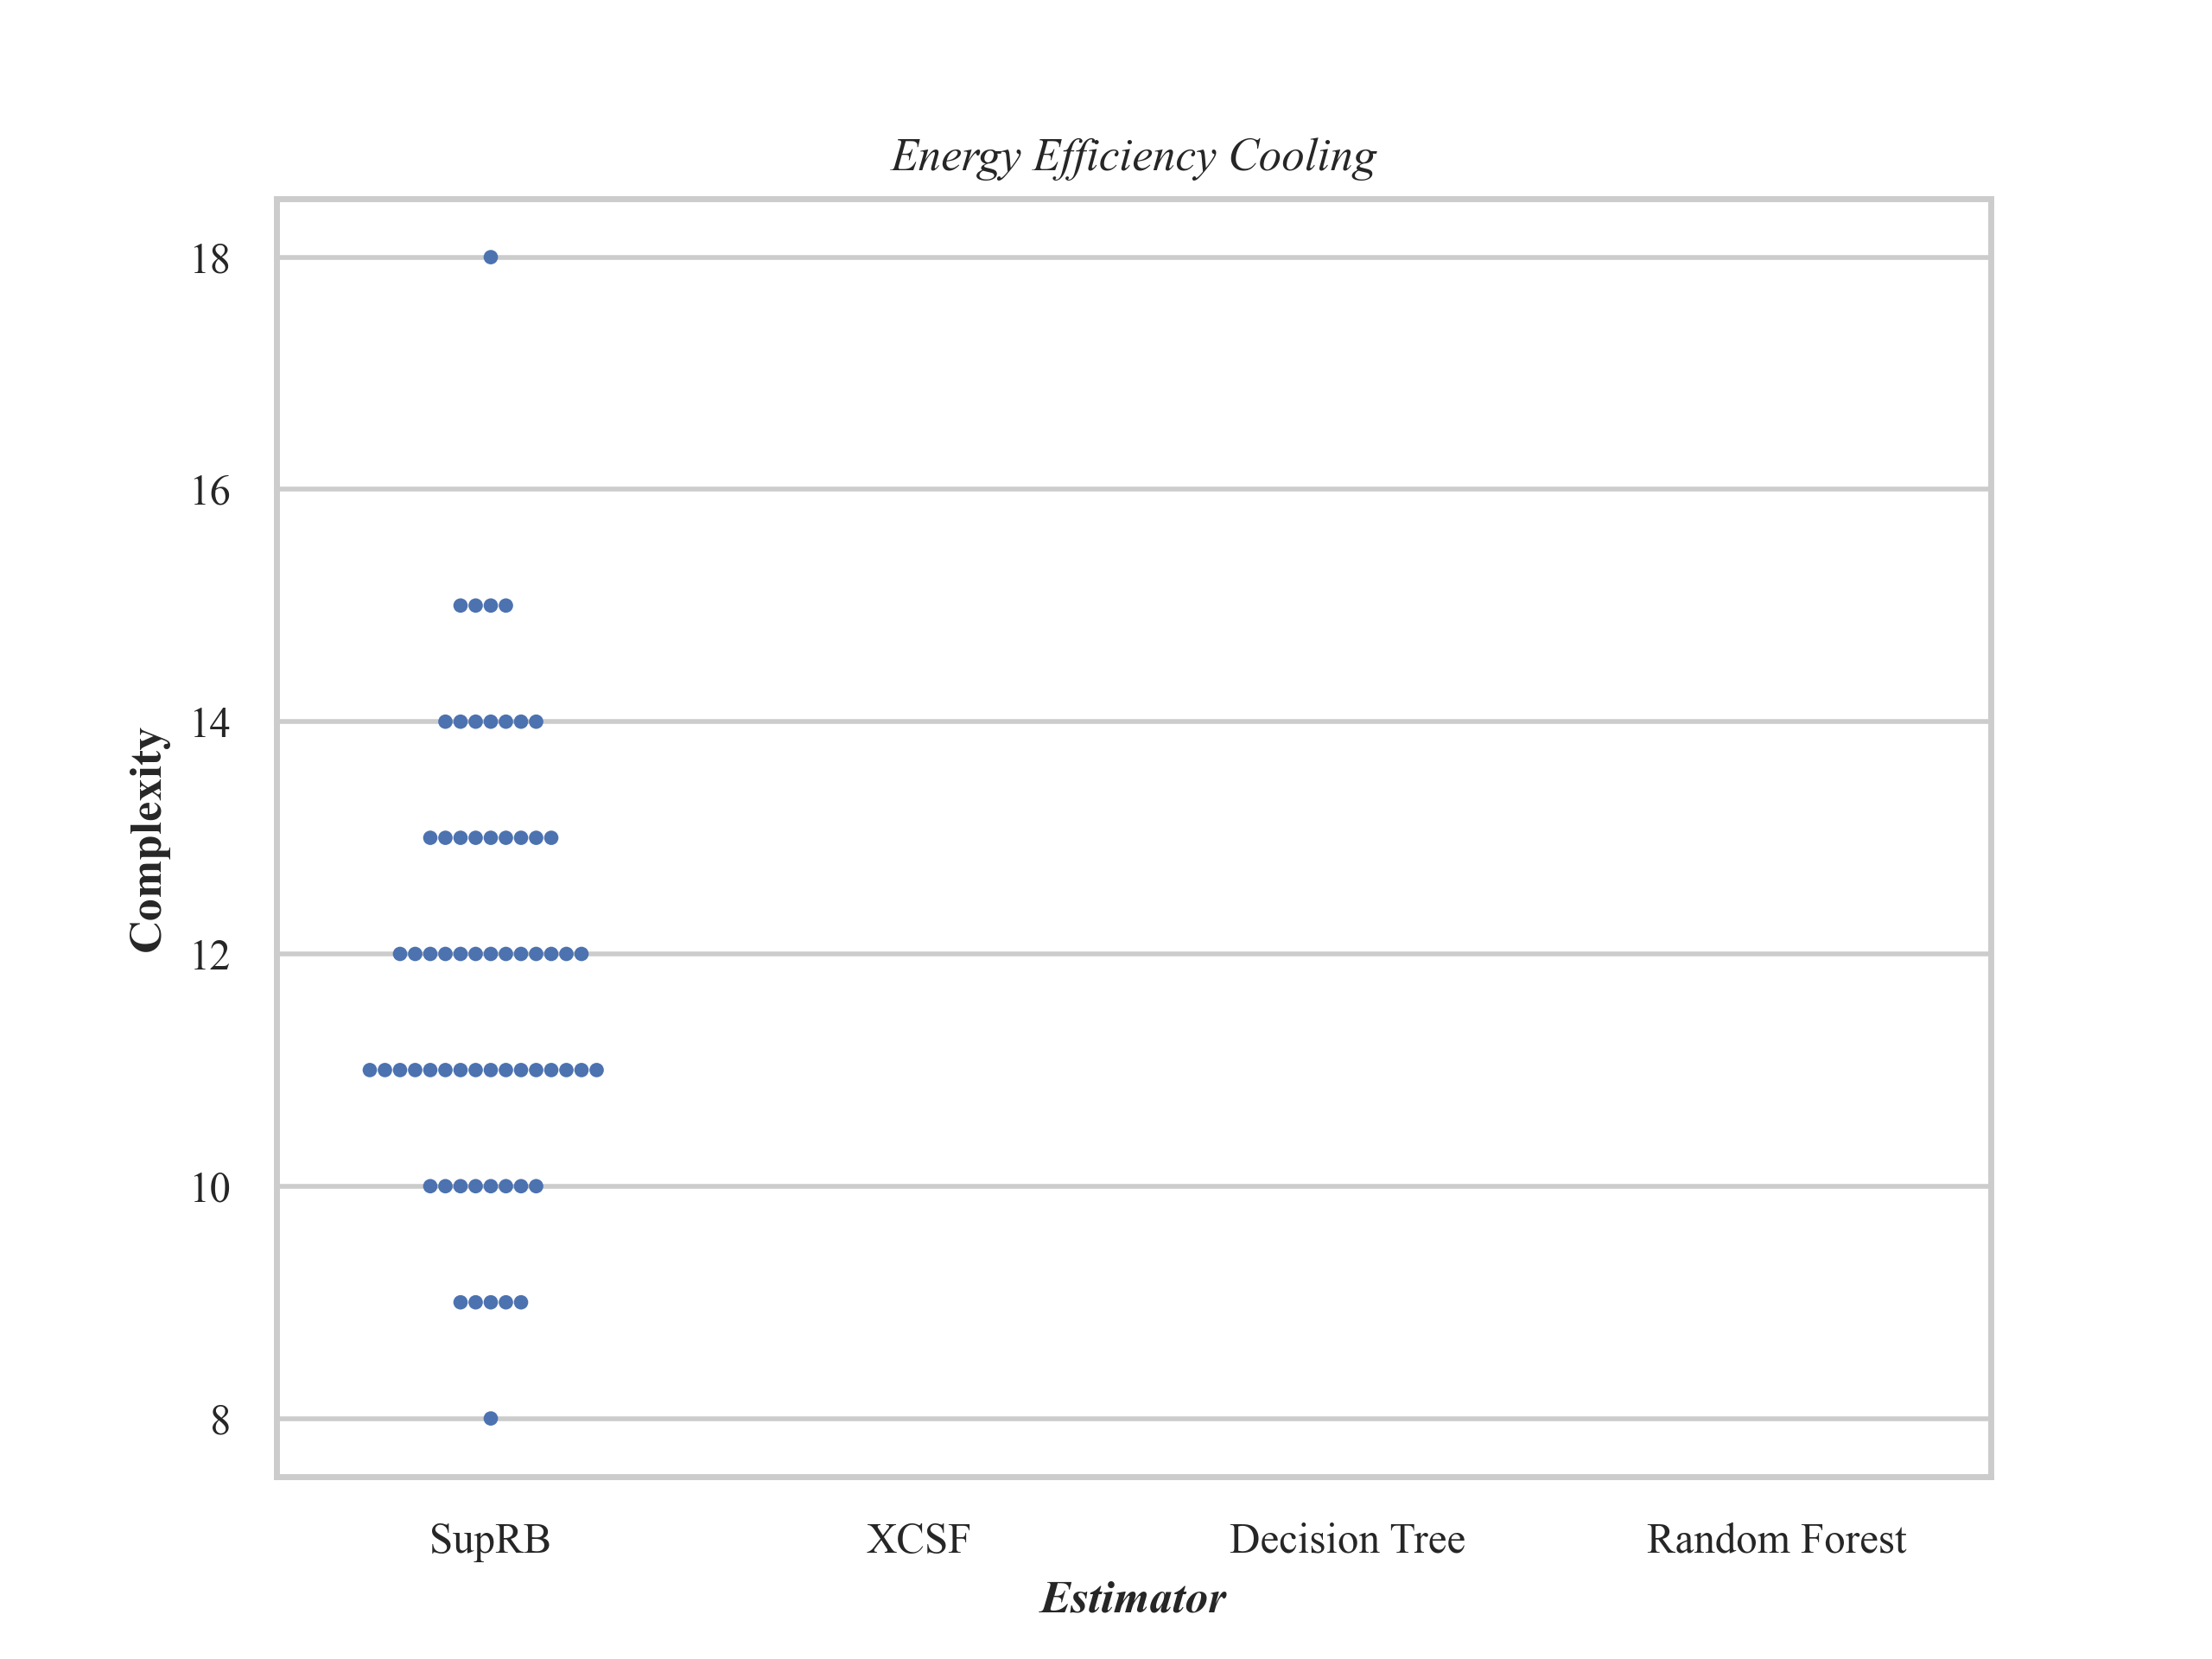 Energy Efficiency Cooling
18
16
14
12
10
8
Complexity
SupRB XCSF Decision Tree Random Forest
Estimator